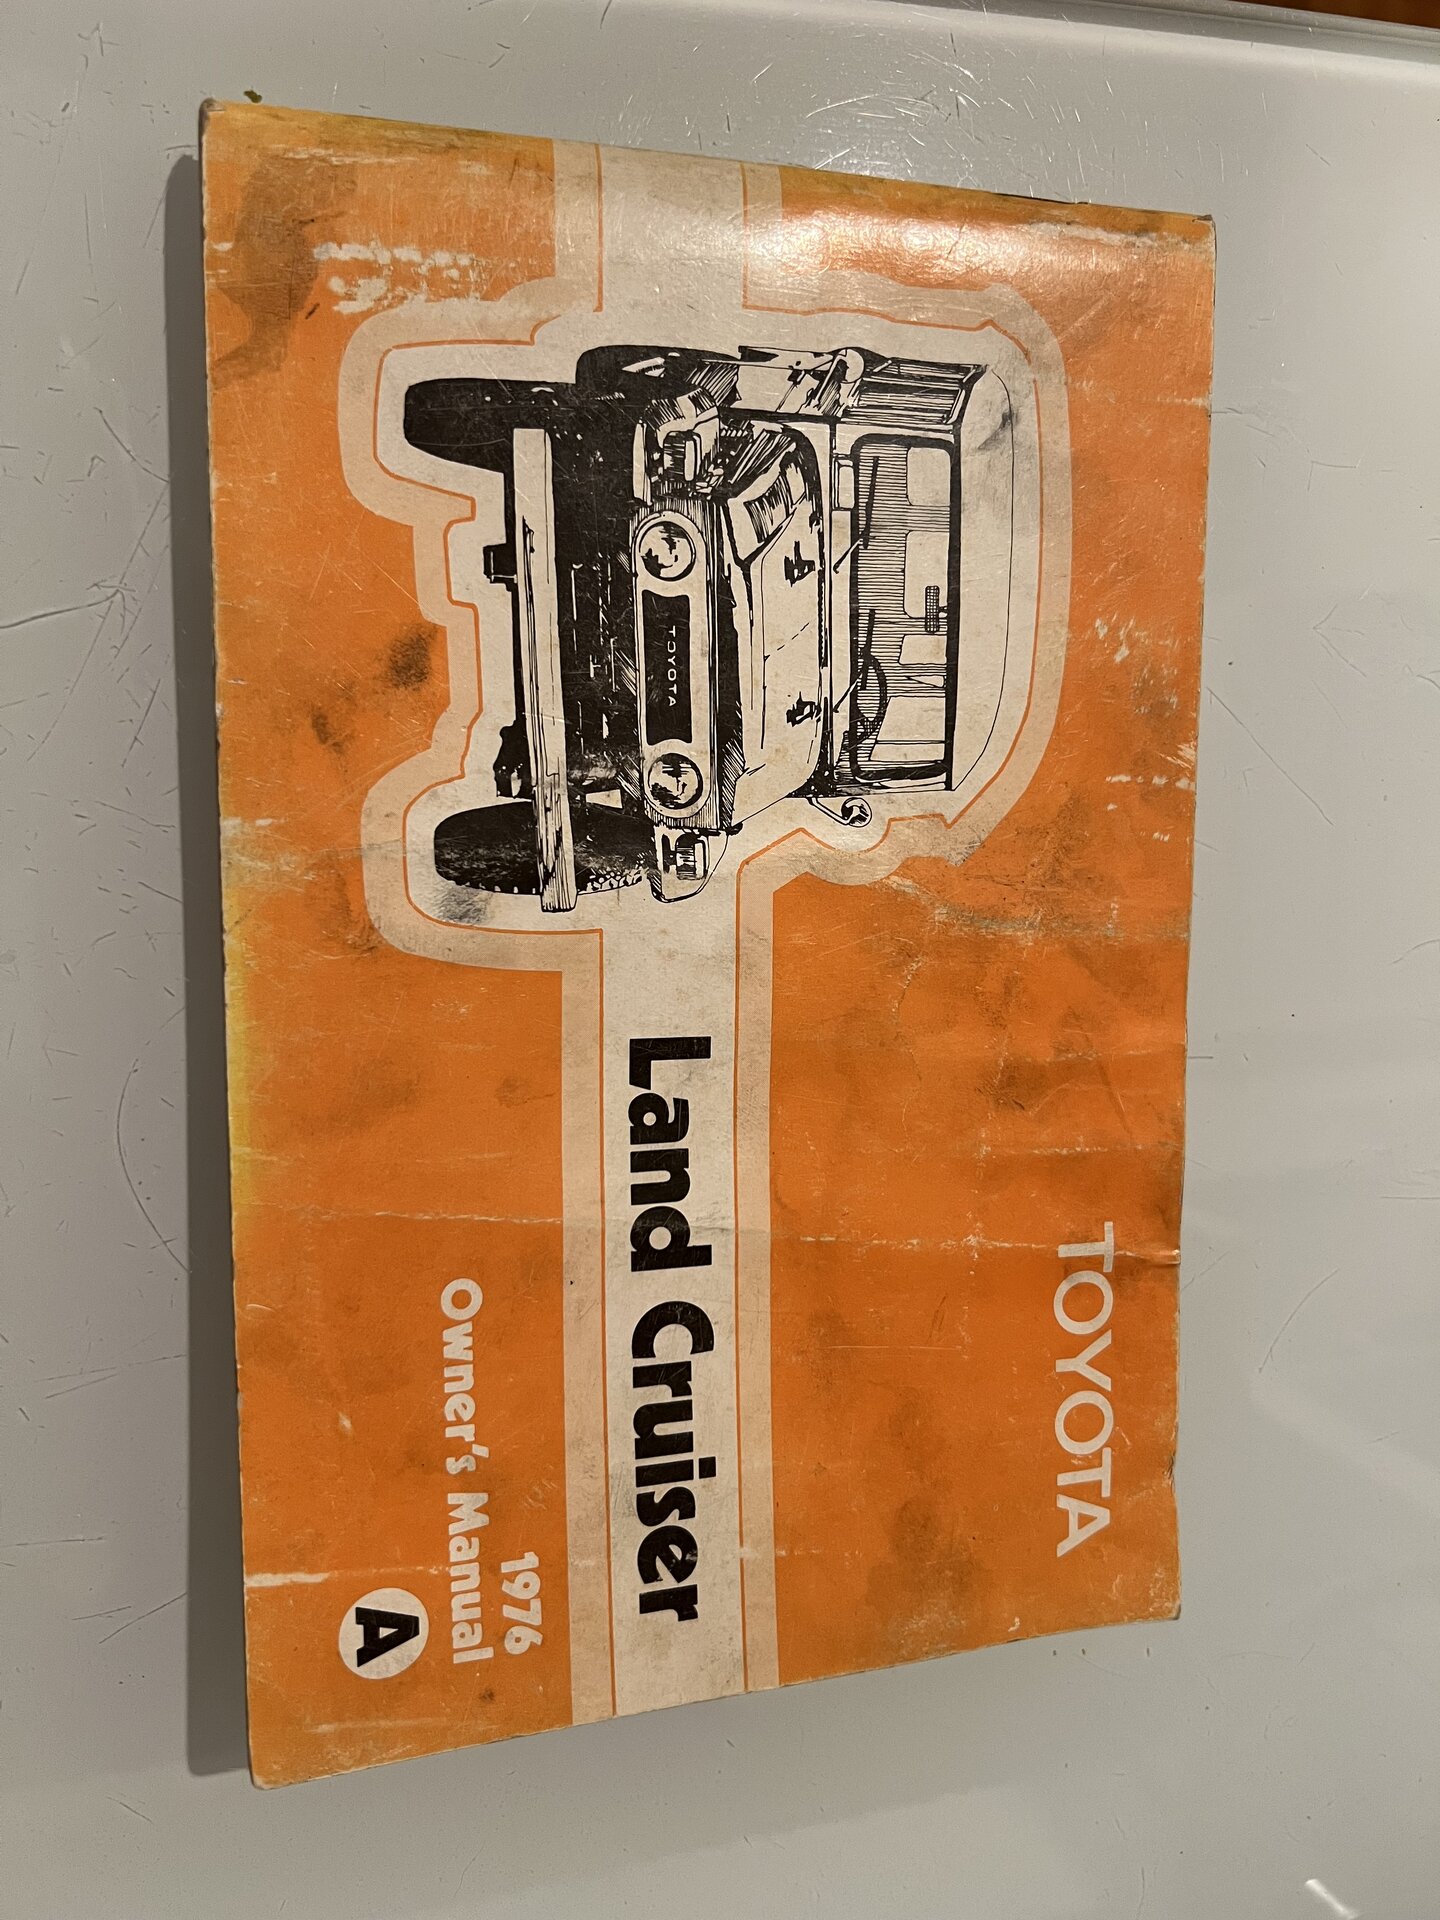 TOYOTA
TOYOTA
Land Cruiser
1976
Owner's Manual
A